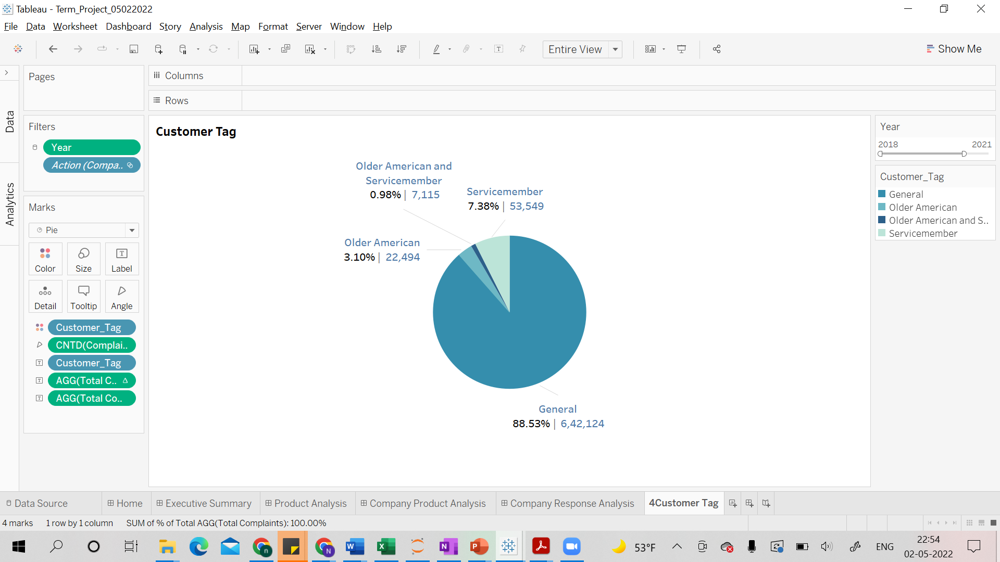 Tableau - Term_Project_05022022
File Data Worksheet Dashboard Story Analysis Map Format Server Window Help
Entire View
Show Me
Pages
Columns
Rows
Data
Analytics
Filters
Year
Action (Compa..
Marks
Pie
Color Size Label
Detail Tooltip Angle
Customer_Tag
CNTD(Complai..
Customer_Tag
AGG(Total C.. Δ
AGG(Total Co..
Customer Tag
Older American and
Servicemember
0.98% | 7,115
Servicemember
7.38% | 53,549
Older American
3.10% | 22,494
General
88.53% | 6,42,124
Year
2018 2021
Customer_Tag
General
Older American
Older American and S..
Servicemember
Data Source Home Executive Summary Product Analysis Company Product Analysis Company Response Analysis 4Customer Tag
4 marks 1 row by 1 column SUM of % of Total AGG(Total Complaints): 100.00%
53°F ENG 22:54
02-05-2022